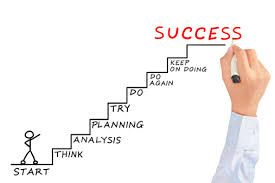 SUCCESS
KEEP
ON DOING
DO
AGAIN
DO
TRY
PLANNING
ANALYSIS
THINK
START